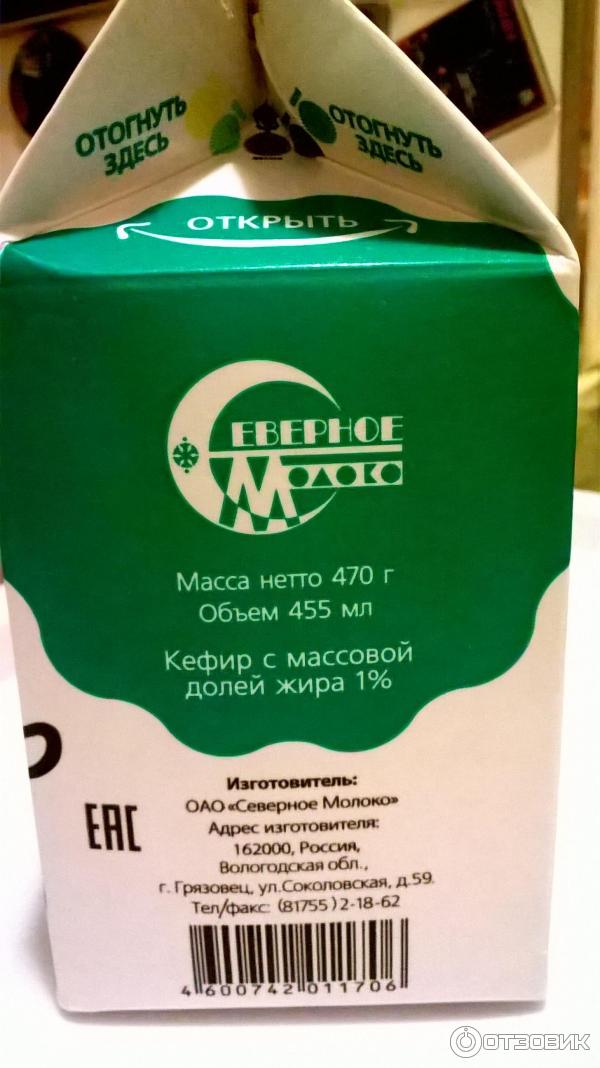 ОТОГНУТЬ
ЗДЕСЬ
ОТОГНУТЬ
ЗДЕСЬ
ОТКРЫТЬ
СЕВЕРНОЕ
МОЛОКО
Масса нетто 470 г
Объем 455 мл
Кефир с массовой
долей жира 1%
Изготовитель:
ОАО «Северное Молоко»
Адрес изготовителя:
162000, Россия,
Вологодская обл.,
г. Грязовец, ул.Соколовская, д.59.
Тел/факс: (81755)2-18-62
ЕАС
4 600742 011706
ОТЗОВИК